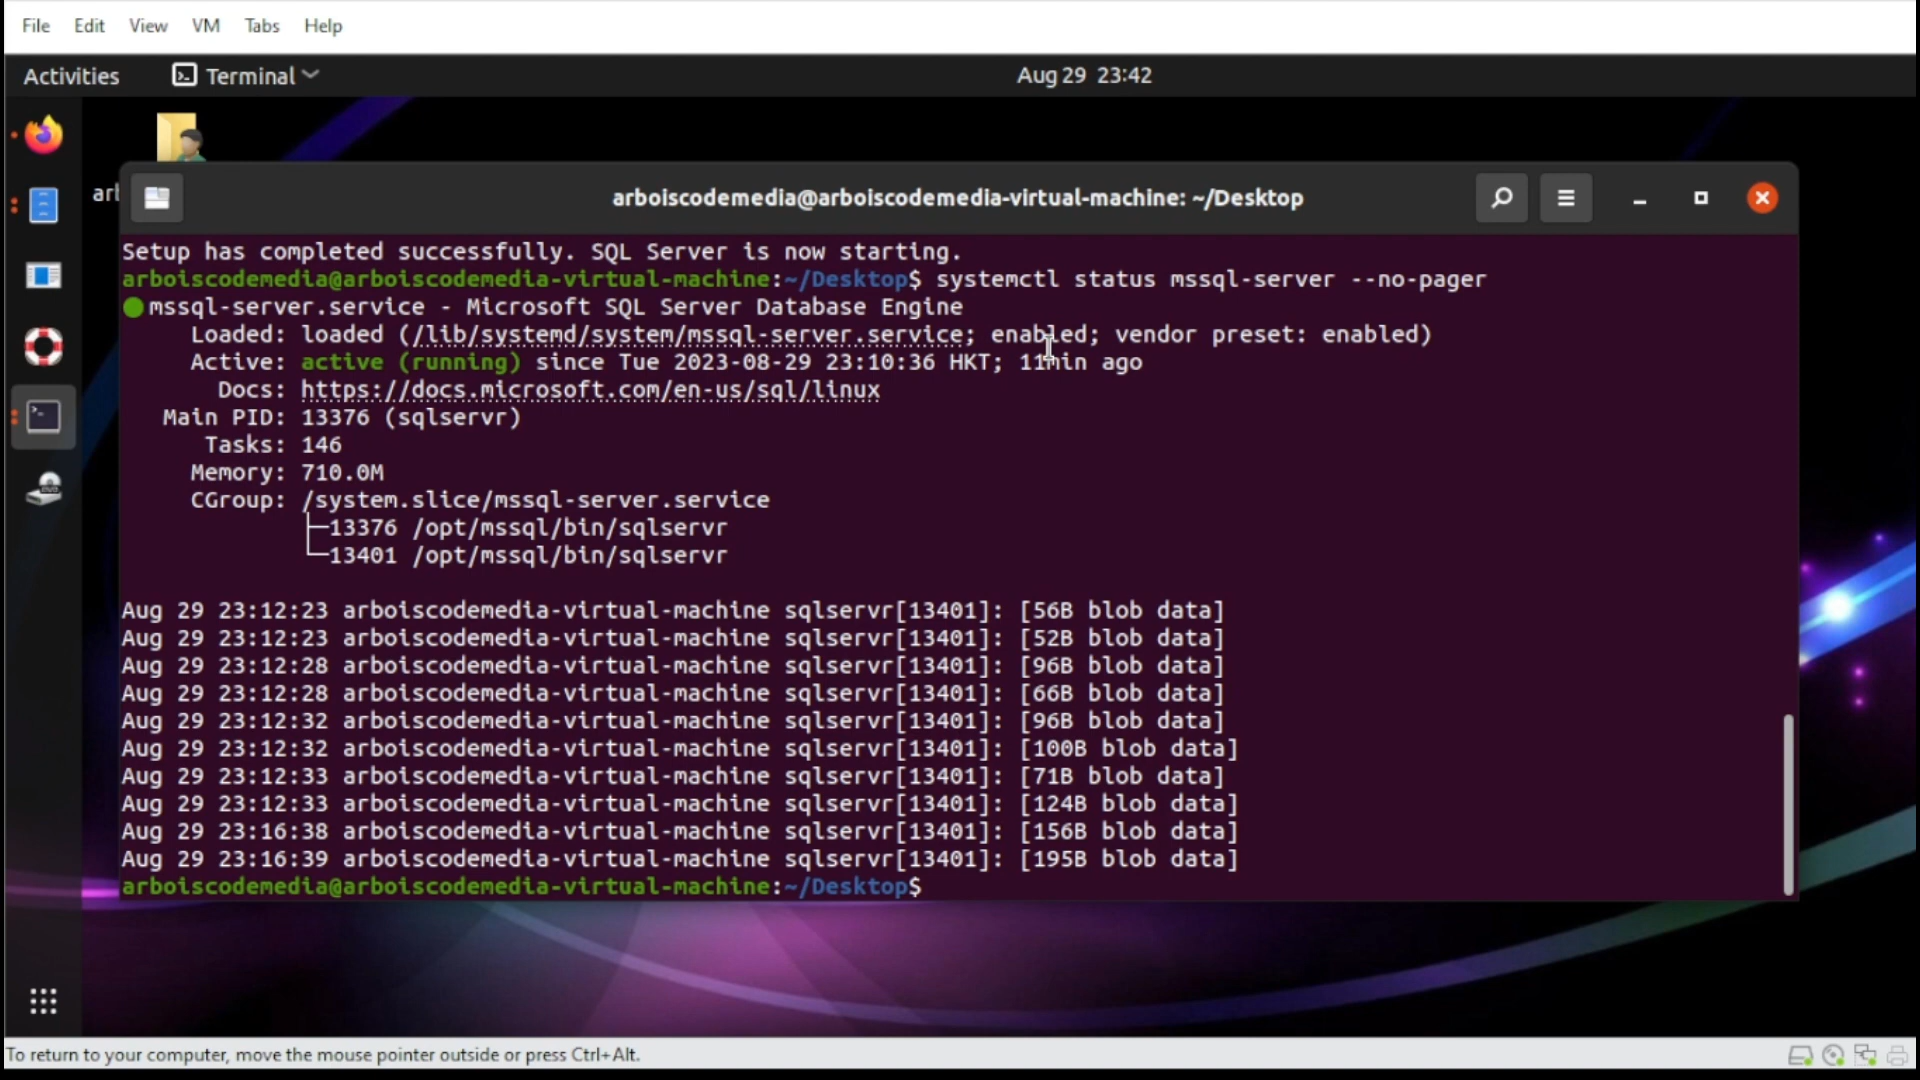 File Edit View VM Tabs Help
Activities Terminal Aug 29 23:42
art
arboiscodemedia@arboiscodemedia-virtual-machine: ~/Desktop
Setup has completed successfully. SQL Server is now starting.
arboiscodemedia@arboiscodemedia-virtual-machine:~/Desktop$ systemctl status mssql-server --no-pager
● mssql-server.service - Microsoft SQL Server Database Engine
Loaded: loaded (/lib/systemd/system/mssql-server.service; enabled; vendor preset: enabled)
Active: active (running) since Tue 2023-08-29 23:10:36 HKT; 11min ago
Docs: https://docs.microsoft.com/en-us/sql/linux
Main PID: 13376 (sqlservr)
Tasks: 146
Memory: 710.0M
CGroup: /system.slice/mssql-server.service
├─13376 /opt/mssql/bin/sqlservr
└─13401 /opt/mssql/bin/sqlservr
Aug 29 23:12:23 arboiscodemedia-virtual-machine sqlservr[13401]: [56B blob data]
Aug 29 23:12:23 arboiscodemedia-virtual-machine sqlservr[13401]: [52B blob data]
Aug 29 23:12:28 arboiscodemedia-virtual-machine sqlservr[13401]: [96B blob data]
Aug 29 23:12:28 arboiscodemedia-virtual-machine sqlservr[13401]: [66B blob data]
Aug 29 23:12:32 arboiscodemedia-virtual-machine sqlservr[13401]: [96B blob data]
Aug 29 23:12:32 arboiscodemedia-virtual-machine sqlservr[13401]: [100B blob data]
Aug 29 23:12:33 arboiscodemedia-virtual-machine sqlservr[13401]: [71B blob data]
Aug 29 23:12:33 arboiscodemedia-virtual-machine sqlservr[13401]: [124B blob data]
Aug 29 23:16:38 arboiscodemedia-virtual-machine sqlservr[13401]: [156B blob data]
Aug 29 23:16:39 arboiscodemedia-virtual-machine sqlservr[13401]: [195B blob data]
arboiscodemedia@arboiscodemedia-virtual-machine:~/Desktop$
To return to your computer, move the mouse pointer outside or press Ctrl+Alt.